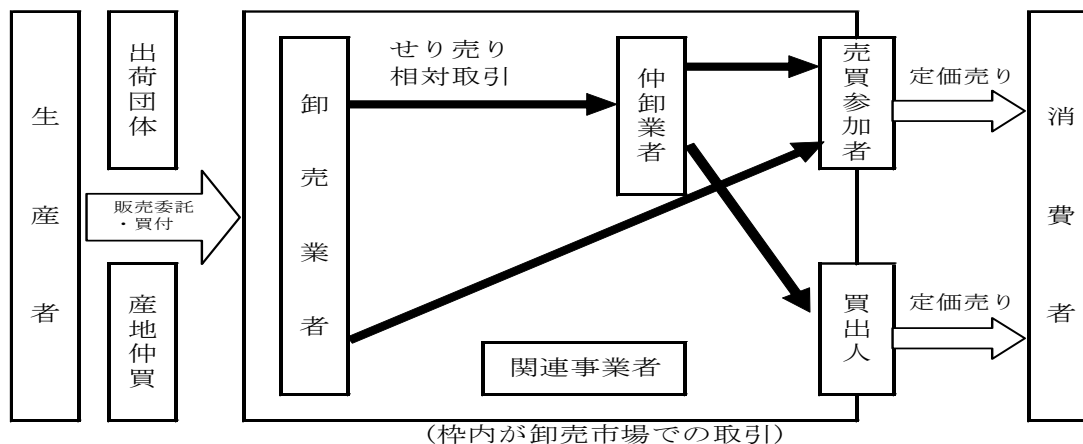 生産者
出荷団体
販売委託
・買付
産地仲買
卸売業者
せり売り
相対取引
仲卸業者
関連事業者
売買参加者
買出人
定価売り
定価売り
消費者
(枠内が卸売市場での取引)